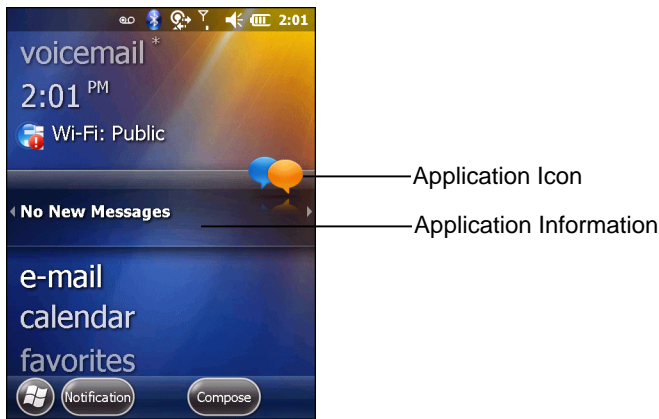 2:01
voicemail *
2:01 PM
Wi-Fi: Public
Application Icon
No New Messages
Application Information
e-mail
calendar
favorites
Notification Compose